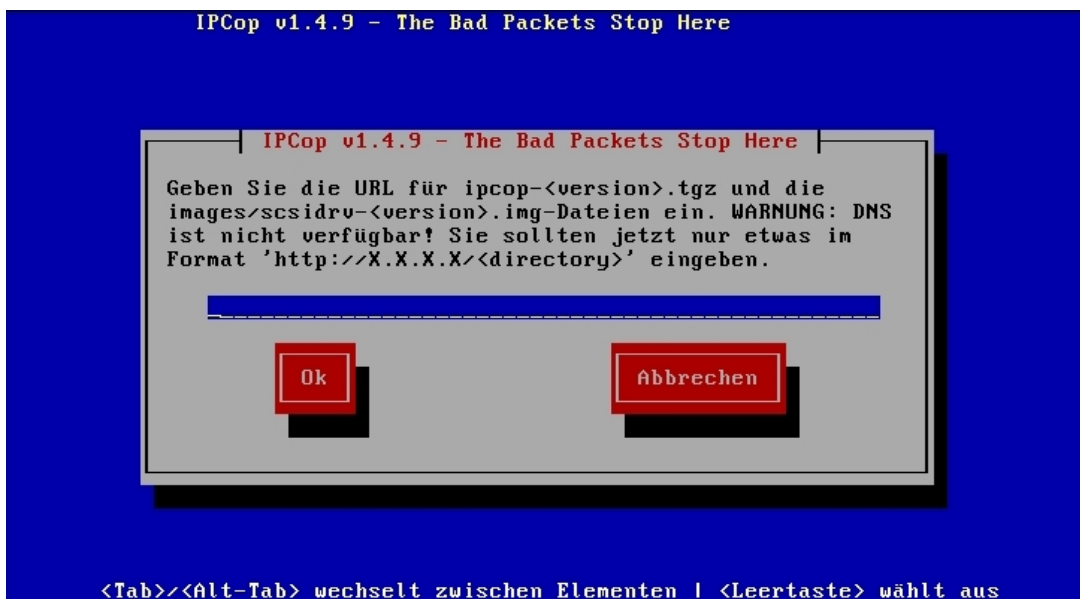 IPCop v1.4.9 - The Bad Packets Stop Here
IPCop v1.4.9 - The Bad Packets Stop Here
Geben Sie die URL für ipcop-<version>.tgz und die
images/scsidrv-<version>.img-Dateien ein. WARNUNG: DNS
ist nicht verfügbar! Sie sollten jetzt nur etwas im
Format 'http://X.X.X.X/<directory>' eingeben.
Ok
Abbrechen
<Tab>/<Alt-Tab> wechselt zwischen Elementen | <Leertaste> wählt aus